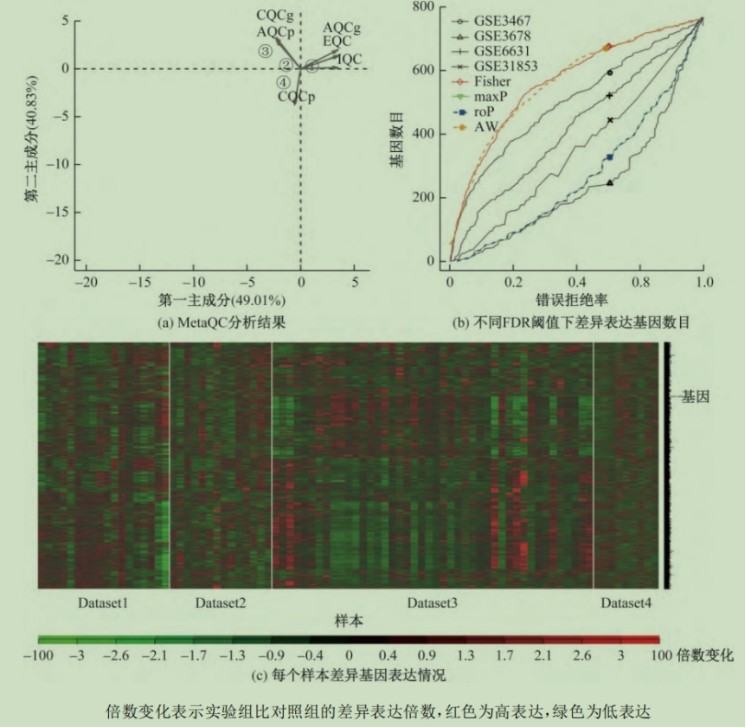 CQCg
AQCp
AQCg
EQC
IQC
③
②
①
④
CQCp
5
0
−5
−10
−15
−20
第二主成分(40.83%)
−20 −15 −10 −5 0 5
第一主成分(49.01%)
(a) MetaQC分析结果
800
600
400
200
0
基因数目
GSE3467
GSE3678
GSE6631
GSE31853
Fisher
maxP
roP
AW
0 0.2 0.4 0.6 0.8 1.0
错误拒绝率
(b) 不同FDR阈值下差异表达基因数目
基因
Dataset1 Dataset2 Dataset3 Dataset4
样本
−100 −3 −2.6 −2.1 −1.7 −1.3 −0.9 −0.4 0 0.4 0.9 1.3 1.7 2.1 2.6 3 100 倍数变化
(c) 每个样本差异基因表达情况
倍数变化表示实验组比对照组的差异表达倍数,红色为高表达,绿色为低表达